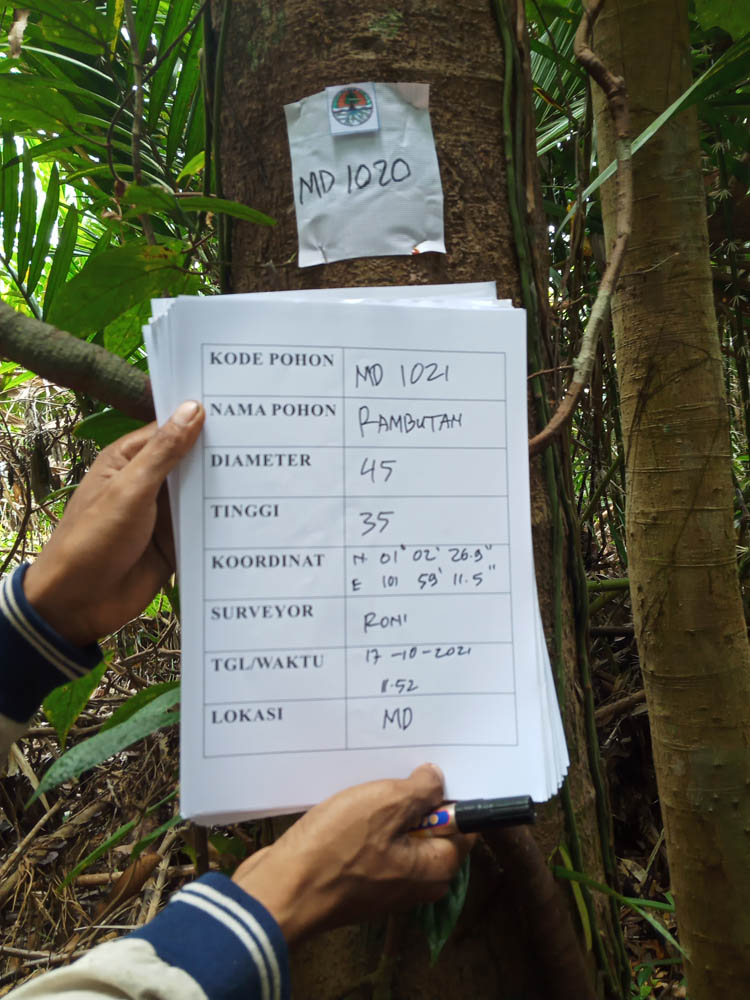 MD 1020
KODE POHON MD 1021
NAMA POHON RAMBUTAN
DIAMETER 45
TINGGI 35
KOORDINAT N 01° 02' 26.9"
E 101 59' 11.5"
SURVEYOR RONI
TGL/WAKTU 17-10-2021
11.52
LOKASI MD